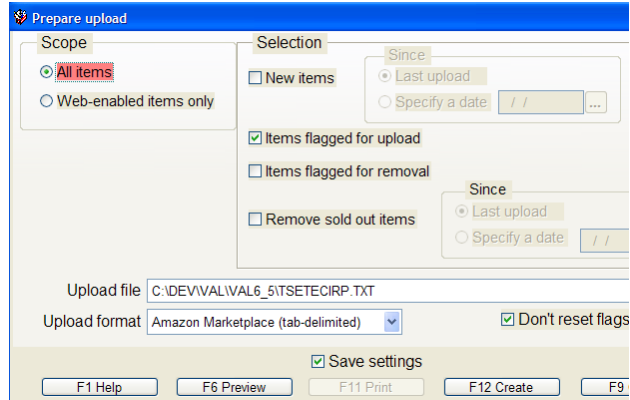 Prepare upload
Scope
All items
Web-enabled items only
Selection
New items
Since
Last upload
Specify a date / / ...
Items flagged for upload
Items flagged for removal
Remove sold out items
Since
Last upload
Specify a date / /
Upload file C:\DEV\VAL\VAL6_5\TSETECIRP.TXT
Upload format Amazon Marketplace (tab-delimited)
Don't reset flags
Save settings
F1 Help F6 Preview F11 Print F12 Create F9